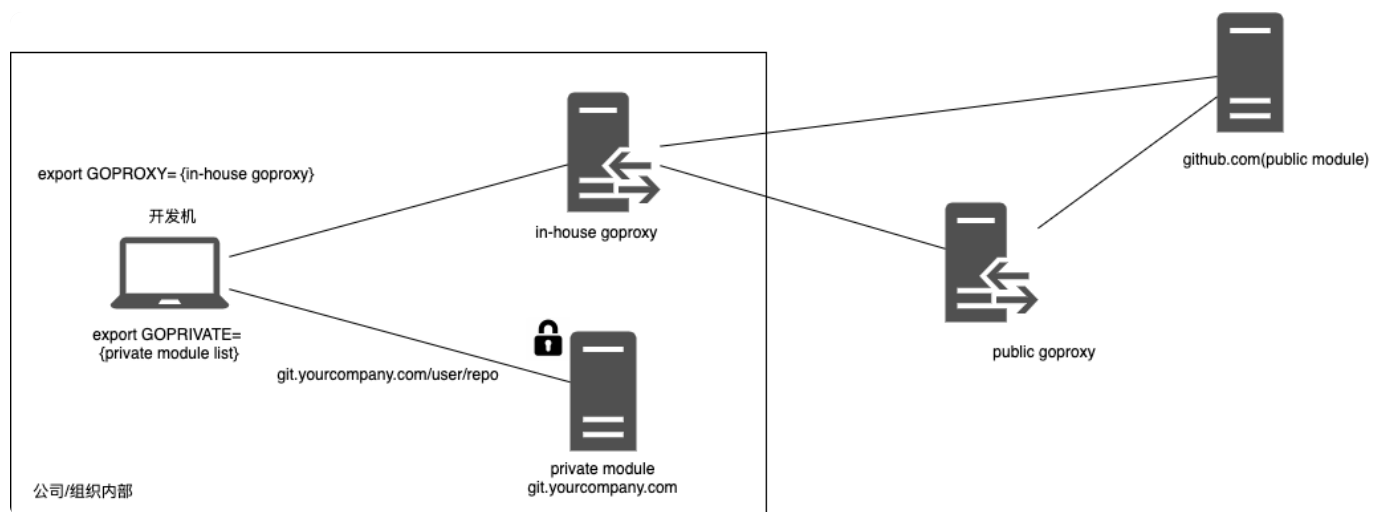 github.com(public module)
export GOPROXY= {in-house goproxy}
开发机
in-house goproxy
export GOPRIVATE=
{private module list}
public goproxy
git.yourcompany.com/user/repo
private module
git.yourcompany.com
公司/组织内部